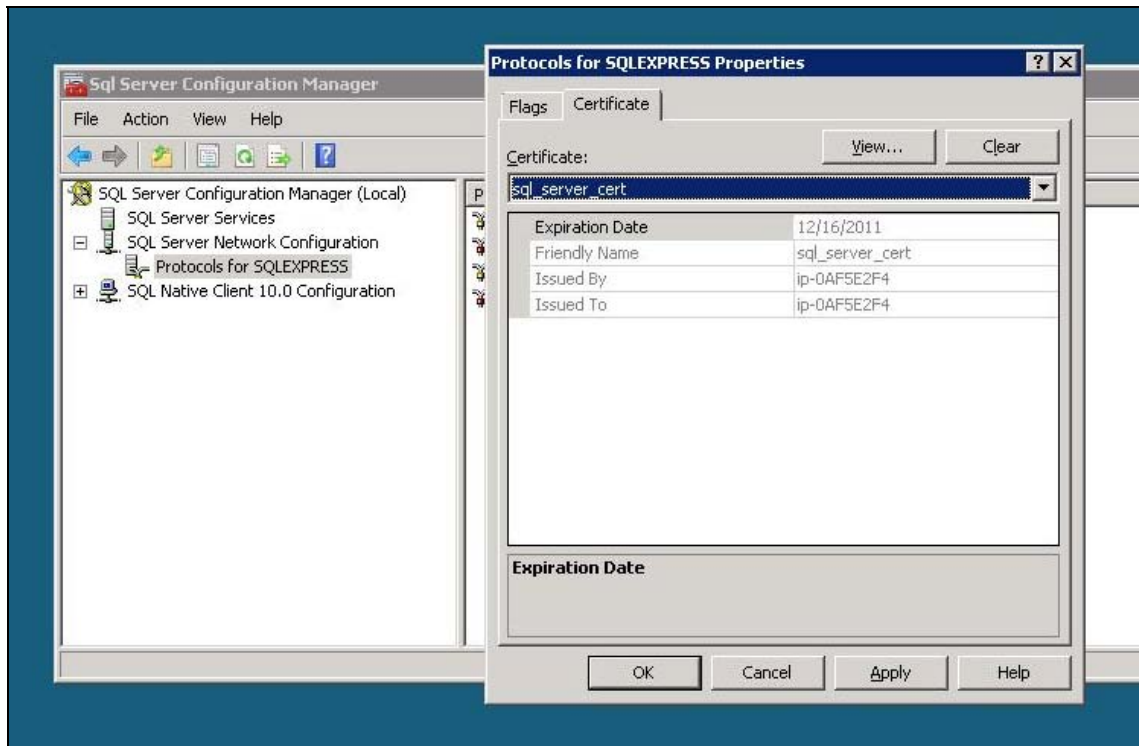 Sql Server Configuration Manager
File Action View Help
SQL Server Configuration Manager (Local)
SQL Server Services
SQL Server Network Configuration
Protocols for SQLEXPRESS
SQL Native Client 10.0 Configuration
P
Protocols for SQLEXPRESS Properties
Flags Certificate
Certificate: View... Clear
sql_server_cert
Expiration Date 12/16/2011
Friendly Name sql_server_cert
Issued By ip-0AF5E2F4
Issued To ip-0AF5E2F4
Expiration Date
OK Cancel Apply Help